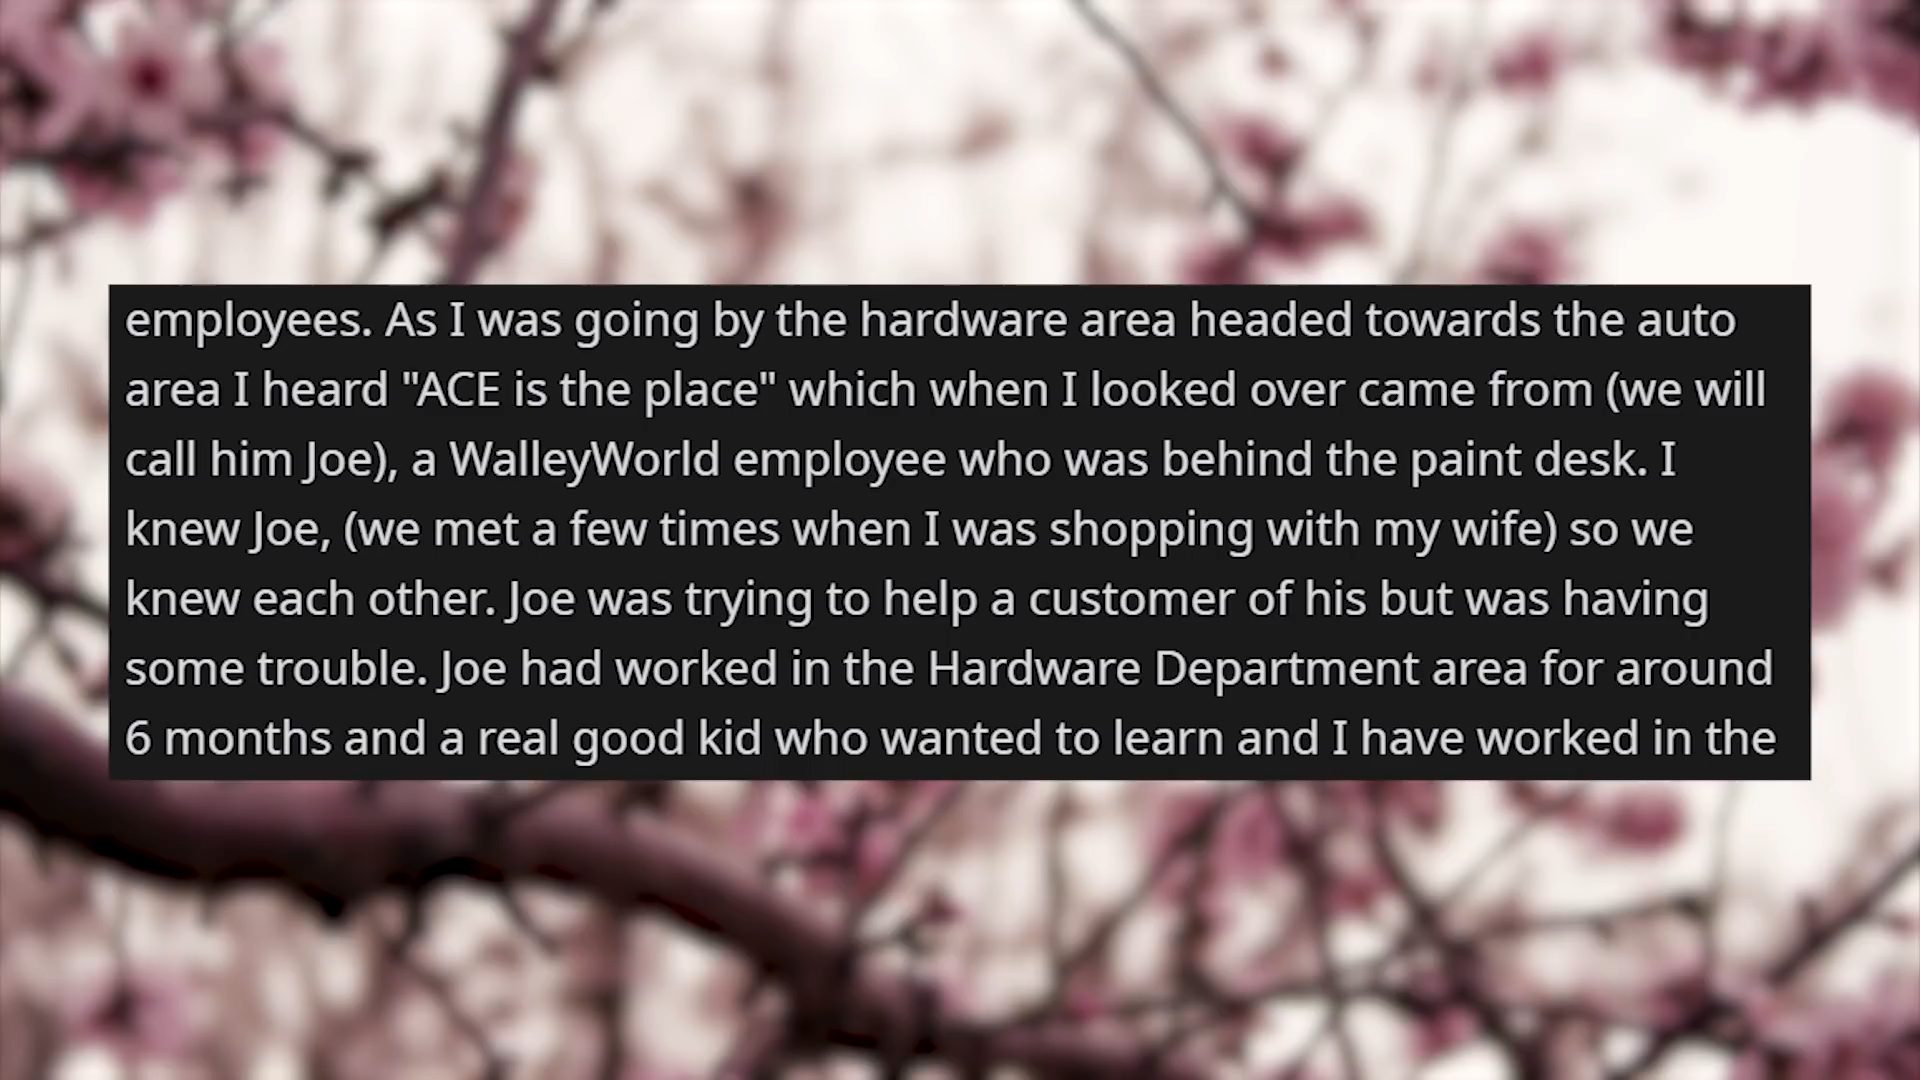 employees. As I was going by the hardware area headed towards the auto
area I heard "ACE is the place" which when I looked over came from (we will
call him Joe), a WalleyWorld employee who was behind the paint desk. I
knew Joe, (we met a few times when I was shopping with my wife) so we
knew each other. Joe was trying to help a customer of his but was having
some trouble. Joe had worked in the Hardware Department area for around
6 months and a real good kid who wanted to learn and I have worked in the